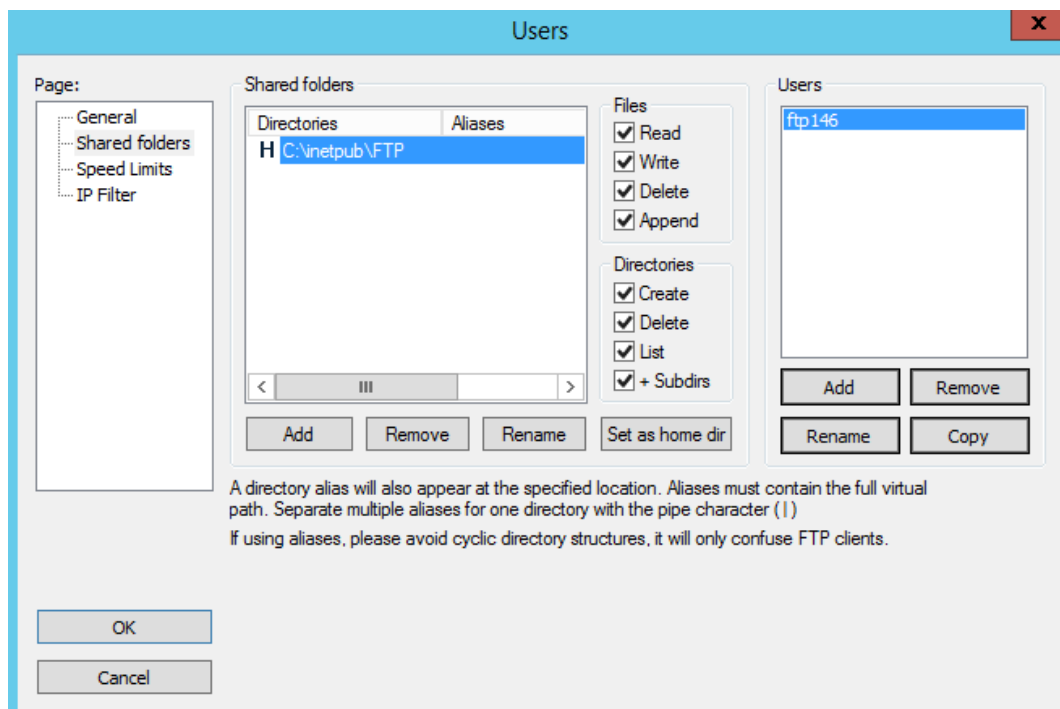 Users
x
Page:
General
Shared folders
Speed Limits
IP Filter
Shared folders
Directories Aliases
H C:\inetpub\FTP
Files
Read
Write
Delete
Append
Directories
Create
Delete
List
+ Subdirs
Add Remove Rename Set as home dir
Users
ftp146
Add Remove
Rename Copy
A directory alias will also appear at the specified location. Aliases must contain the full virtual
path. Separate multiple aliases for one directory with the pipe character ( | )
If using aliases, please avoid cyclic directory structures, it will only confuse FTP clients.
OK
Cancel